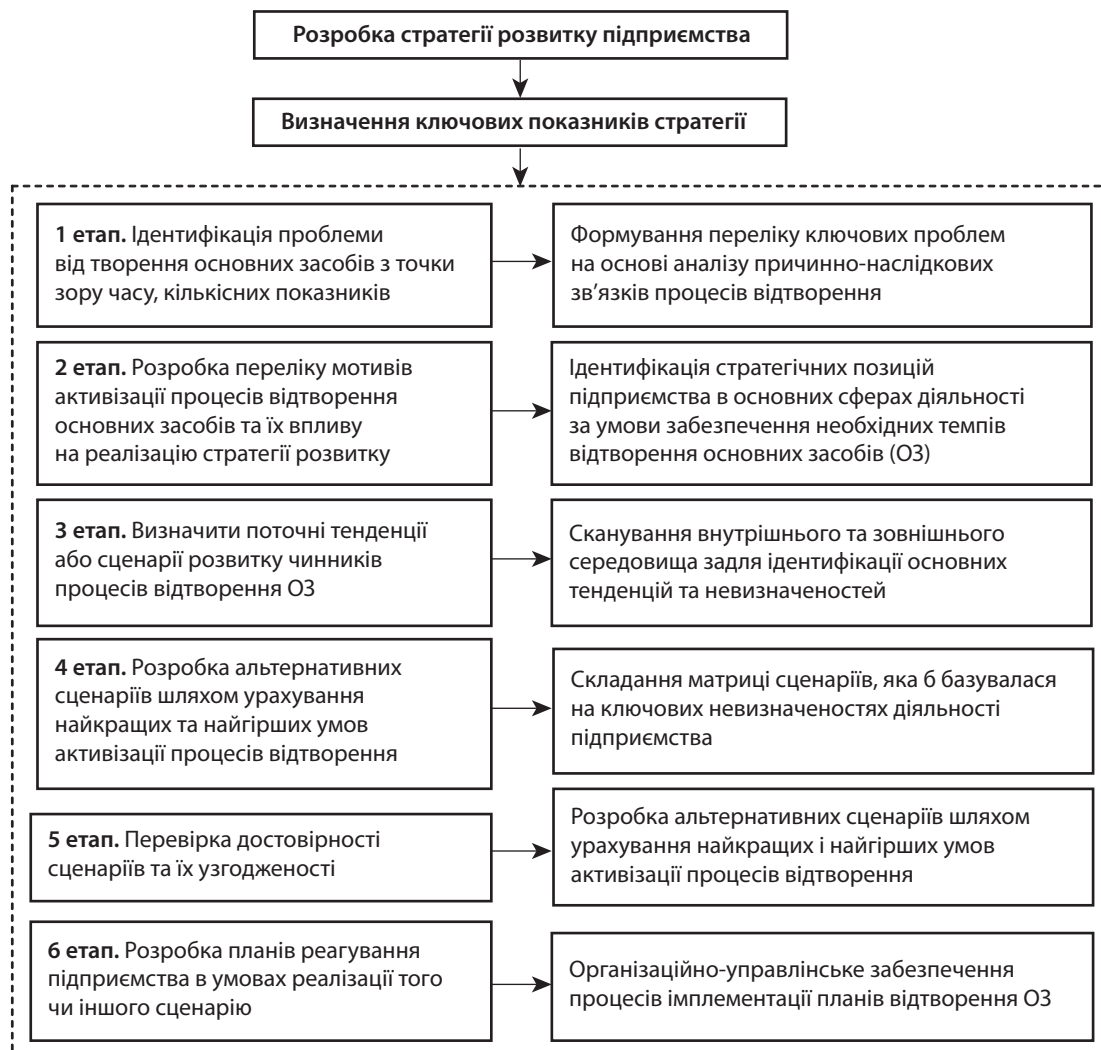 Розробка стратегії розвитку підприємства
Визначення ключових показників стратегії
1 етап. Ідентифікація проблеми
від творення основних засобів з точки
зору часу, кількісних показників
Формування переліку ключових проблем
на основі аналізу причинно-наслідкових
зв'язків процесів відтворення
2 етап. Розробка переліку мотивів
активізації процесів відтворення
основних засобів та їх впливу
на реалізацію стратегії розвитку
Ідентифікація стратегічних позицій
підприємства в основних сферах діяльності
за умови забезпечення необхідних темпів
відтворення основних засобів (ОЗ)
3 етап. Визначити поточні тенденції
або сценарії розвитку чинників
процесів відтворення ОЗ
Сканування внутрішнього та зовнішнього
середовища задля ідентифікації основних
тенденцій та невизначеностей
4 етап. Розробка альтернативних
сценаріїв шляхом урахування
найкращих та найгірших умов
активізації процесів відтворення
Складання матриці сценаріїв, яка б базувалася
на ключових невизначеностях діяльності
підприємства
5 етап. Перевірка достовірності
сценаріїв та їх узгодженості
Розробка альтернативних сценаріїв шляхом
урахування найкращих і найгірших умов
активізації процесів відтворення
6 етап. Розробка планів реагування
підприємства в умовах реалізації того
чи іншого сценарію
Організаційно-управлінське забезпечення
процесів імплементації планів відтворення ОЗ